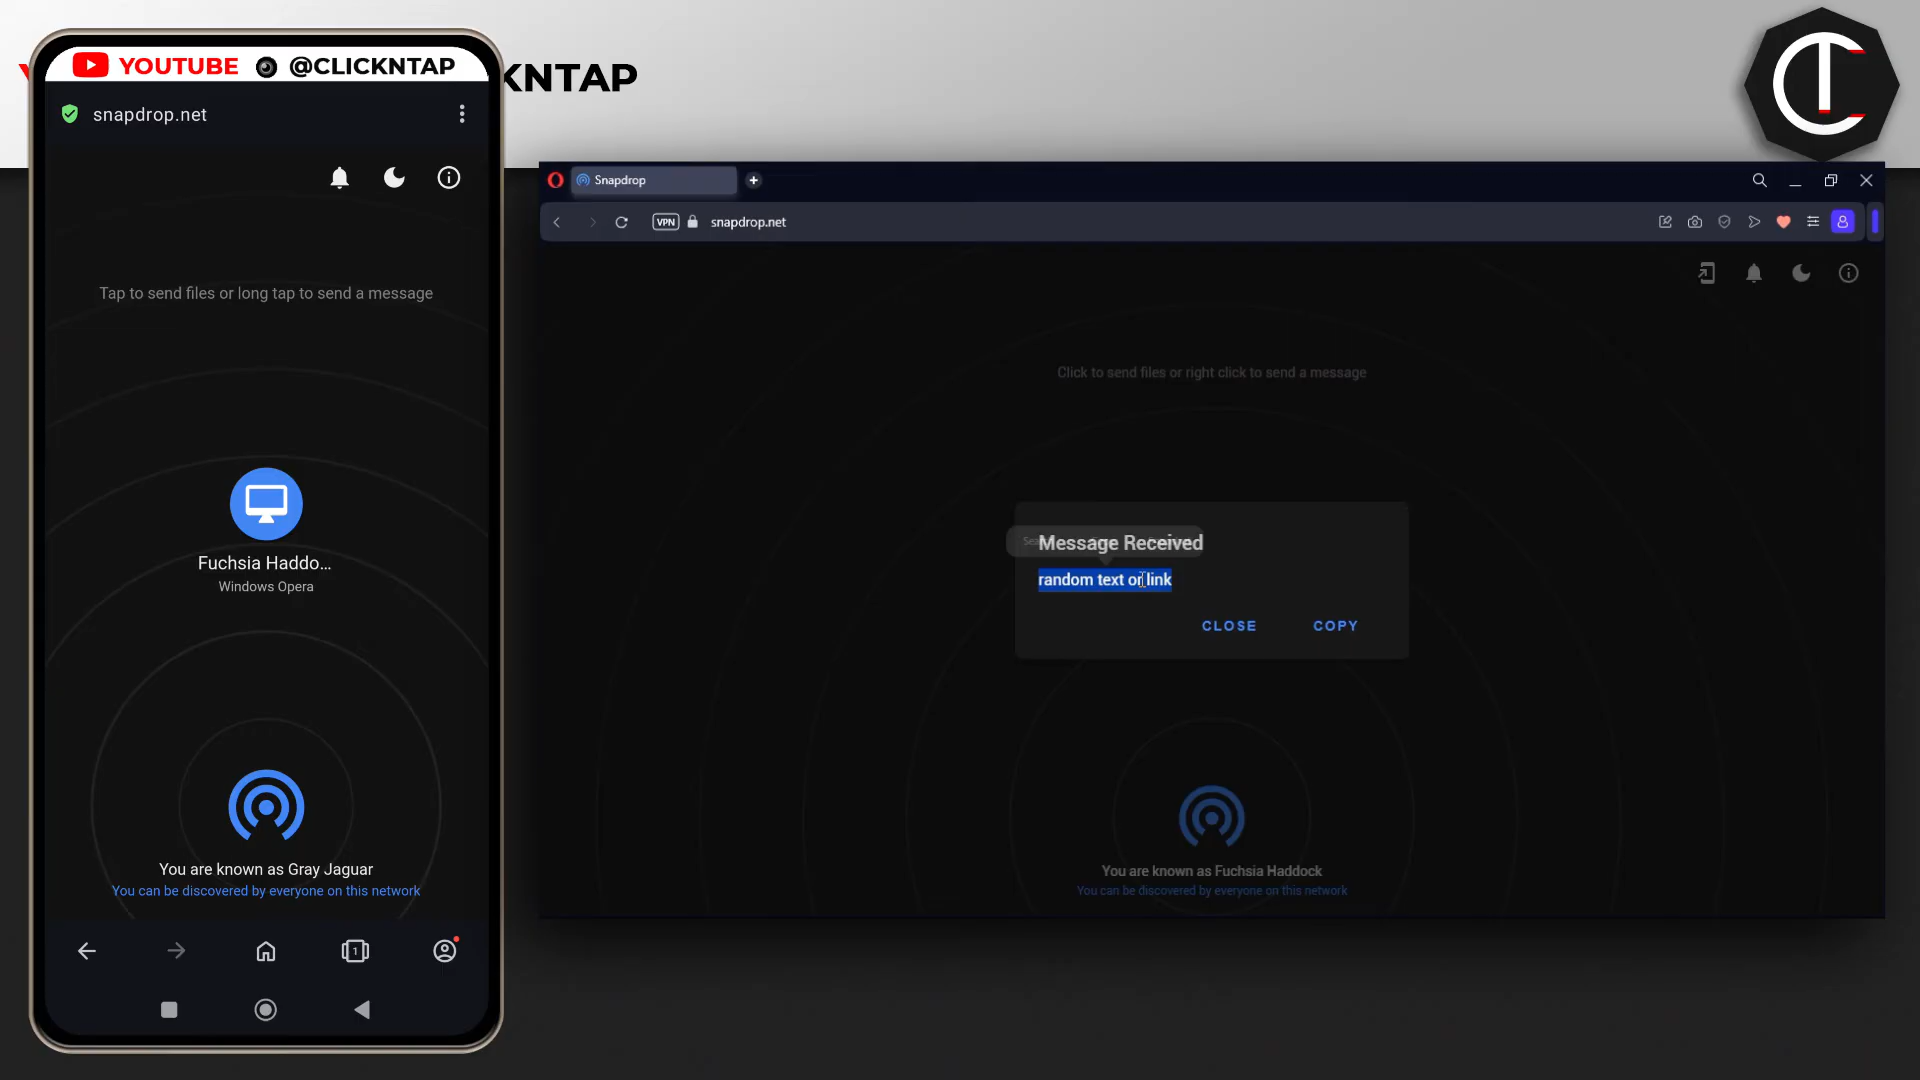 YOUTUBE @CLICKNTAP
KNTAP
snapdrop.net
Tap to send files or long tap to send a message
Fuchsia Haddo...
Windows Opera
You are known as Gray Jaguar
You can be discovered by everyone on this network
1
Snapdrop
VPN
snapdrop.net
Click to send files or right click to send a message
Message Received
random text or link
CLOSE
COPY
You are known as Fuchsia Haddock
You can be discovered by everyone on this network